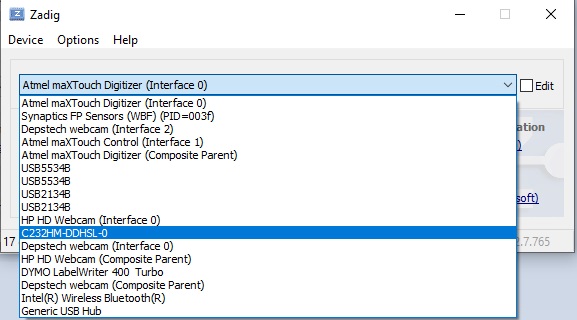 Zadig
Device Options Help
Atmel maXTouch Digitizer (Interface 0) Edit
Atmel maXTouch Digitizer (Interface 0)
Synaptics FP Sensors (WBF) (PID=003f)
Depstech webcam (Interface 2)
Atmel maXTouch Control (Interface 1)
Atmel maXTouch Digitizer (Composite Parent)
USB5534B
USB5534B
USB2134B
USB2134B
HP HD Webcam (Interface 0)
C232HM-DDHSL-0
Depstech webcam (Interface 0)
HP HD Webcam (Composite Parent)
DYMO LabelWriter 400 Turbo
Depstech webcam (Composite Parent)
Intel(R) Wireless Bluetooth(R)
Generic USB Hub
ation
)
soft)
17
2.7.765